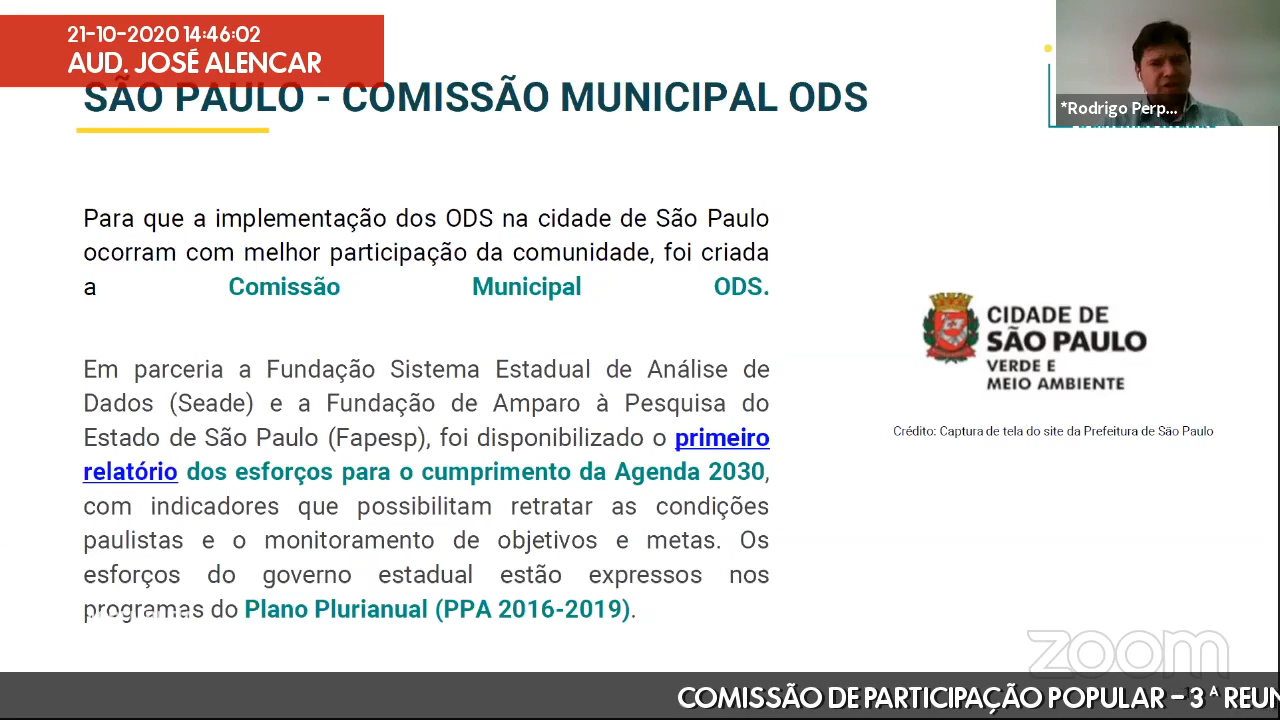 21-10-2020 14:46:02
AUD. JOSÉ ALENCAR
SÃO PAULO - COMISSÃO MUNICIPAL ODS
*Rodrigo Perp...
Para que a implementação dos ODS na cidade de São Paulo
ocorram com melhor participação da comunidade, foi criada
a Comissão Municipal ODS.
Em parceria a Fundação Sistema Estadual de Análise de
Dados (Seade) e a Fundação de Amparo à Pesquisa do
Estado de São Paulo (Fapesp), foi disponibilizado o primeiro
relatório dos esforços para o cumprimento da Agenda 2030,
com indicadores que possibilitam retratar as condições
paulistas e o monitoramento de objetivos e metas. Os
esforços do governo estadual estão expressos nos
programas do Plano Plurianual (PPA 2016-2019).
CIDADE DE
SÃO PAULO
VERDE E
MEIO AMBIENTE
Crédito: Captura de tela do site da Prefeitura de São Paulo
zoom
COMISSÃO DE PARTICIPAÇÃO POPULAR - 3ª REUN